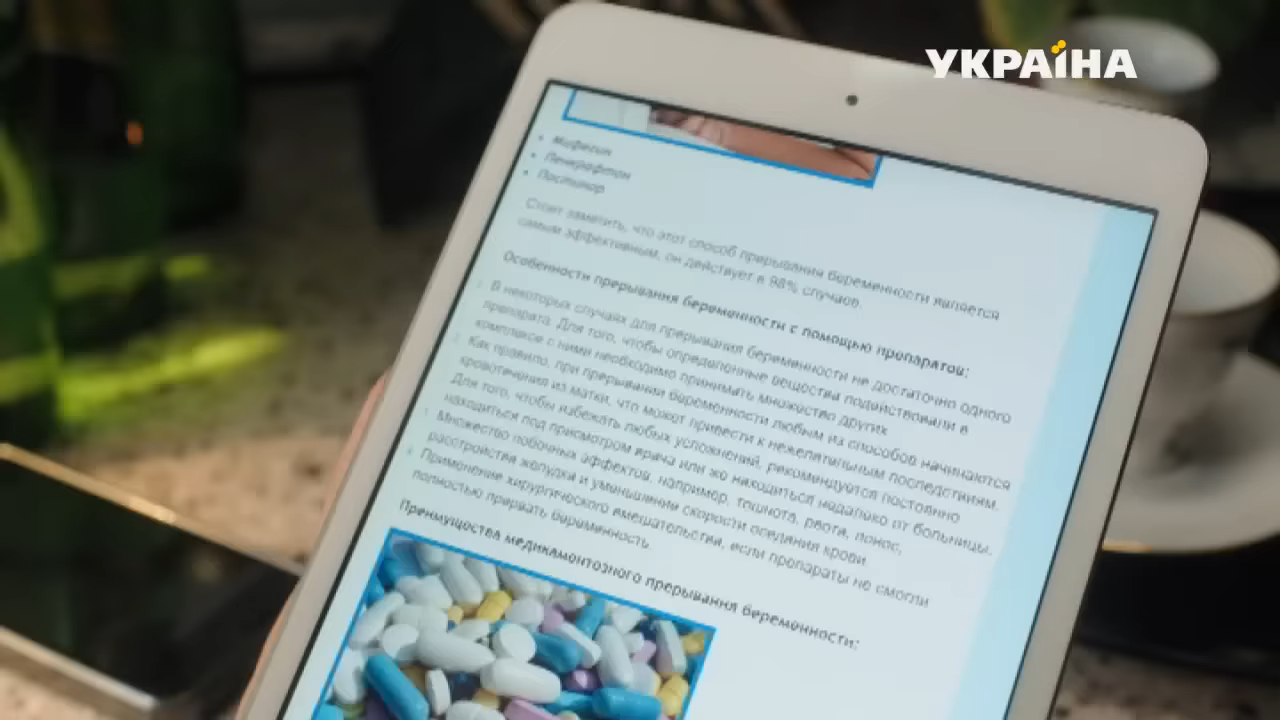 УКРАЇНА
Мифегин
Пенкрафтон
Постинор
Стоит заметить, что этот способ прерывания беременности является
самым эффективным, он действует в 98% случаев.
Особенности прерывания беременности с помощью препаратов:
В некоторых случаях для прерывания беременности не достаточно одного
препарата. Для того, чтобы определенные вещества подействовали в
комплексе с ними необходимо принимать множество других
Как правило, при прерывании беременности любым из способов начинаются
кровотечения из матки, что может привести к нежелательным последствиям.
Для того, чтобы избежать любых усложнений, рекомендуется постоянно
находиться под присмотром врача или же находиться недалеко от больницы.
Множество побочных эффектов, например, тошнота, рвота, понос,
расстройства желудка и уменьшении скорости оседания крови
Применение хирургического вмешательства, если препараты не смогли
полностью прервать беременность.
Преимущества медикаментозного прерывания беременности: